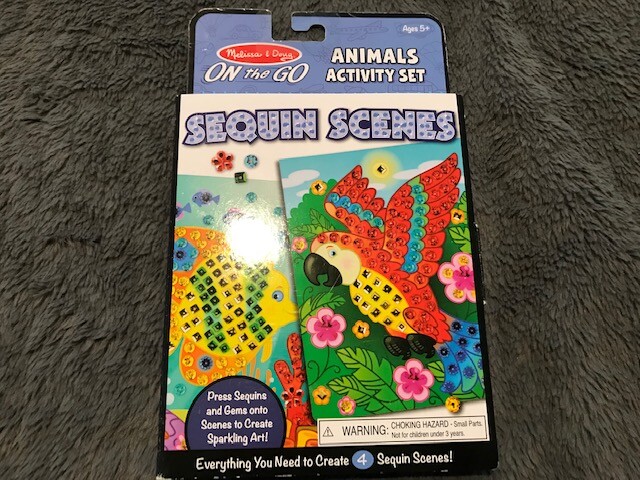 Ages 5+
Melissa & Doug
ON the GO
ANIMALS
ACTIVITY SET
SEQUIN SCENES
Press Sequins
and Gems onto
Scenes to Create
Sparkling Art!
WARNING: CHOKING HAZARD - Small Parts.
Not for children under 3 years.
Everything You Need to Create 4 Sequin Scenes!